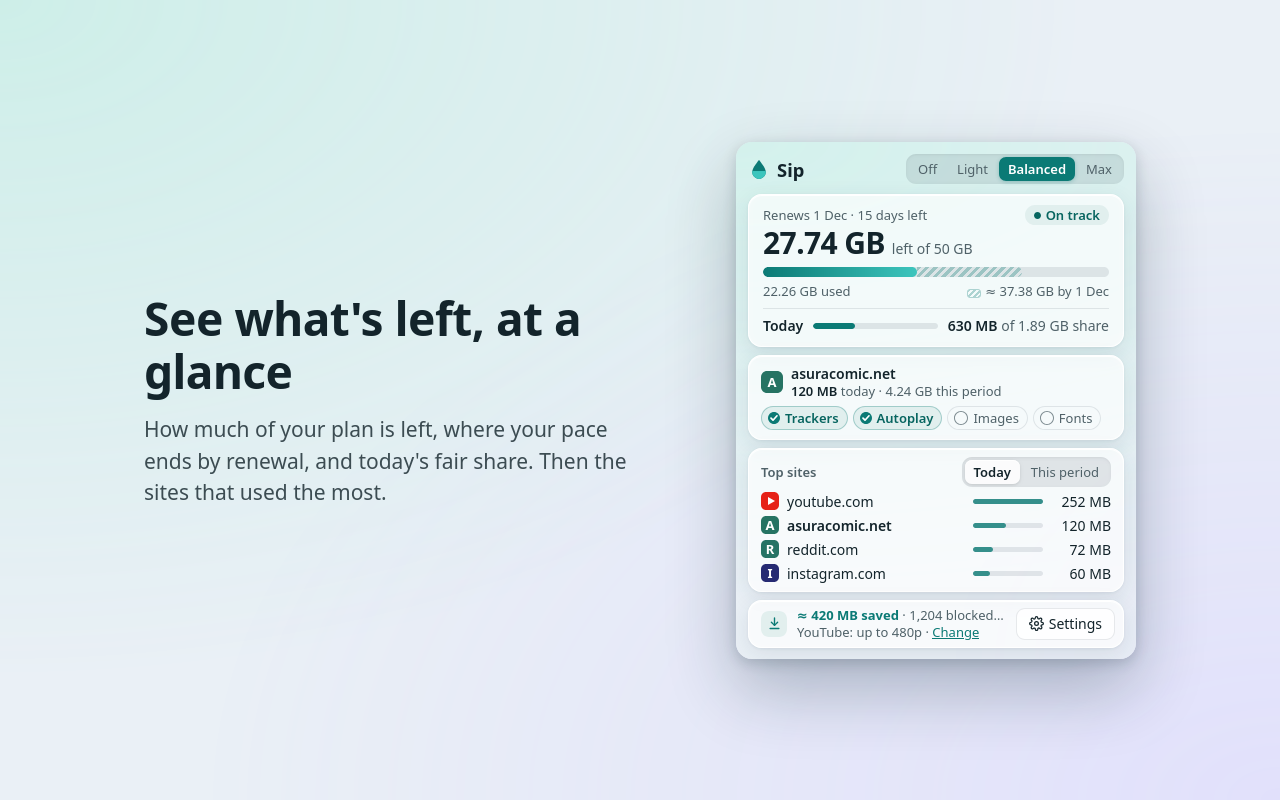 See what's left, at a
glance
How much of your plan is left, where your pace
ends by renewal, and today's fair share. Then the
sites that used the most.
Sip
Off Light Balanced Max
Renews 1 Dec · 15 days left On track
27.74 GB left of 50 GB
22.26 GB used ≈ 37.38 GB by 1 Dec
Today 630 MB of 1.89 GB share
A asuracomic.net
120 MB today · 4.24 GB this period
Trackers Autoplay Images Fonts
Top sites Today This period
youtube.com 252 MB
A asuracomic.net 120 MB
R reddit.com 72 MB
I instagram.com 60 MB
≈ 420 MB saved · 1,204 blocked…
YouTube: up to 480p · Change
Settings